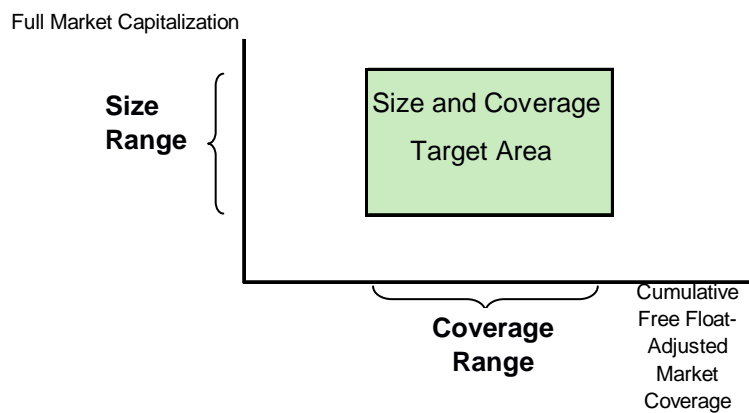 Full Market Capitalization
Size
Range
Size and Coverage
Target Area
Coverage
Range
Cumulative
Free Float-
Adjusted
Market
Coverage